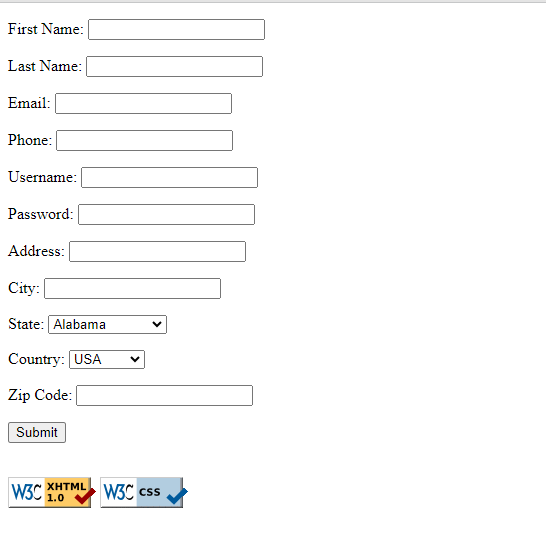 First Name:
Last Name:
Email:
Phone:
Username:
Password:
Address:
City:
State: Alabama
Country: USA
Zip Code:
Submit
W3C XHTML 1.0 W3C css